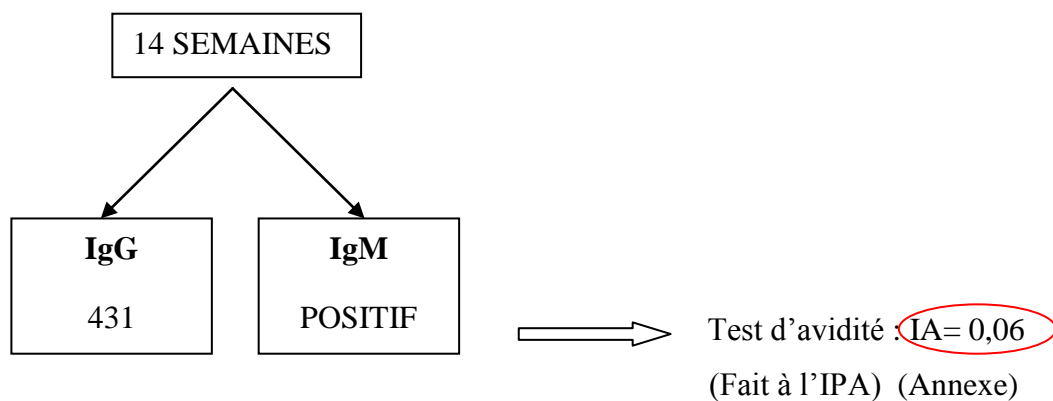 14 SEMAINES
IgG
431
IgM
POSITIF
Test d’avidité : IA= 0,06
(Fait à l’IPA) (Annexe)